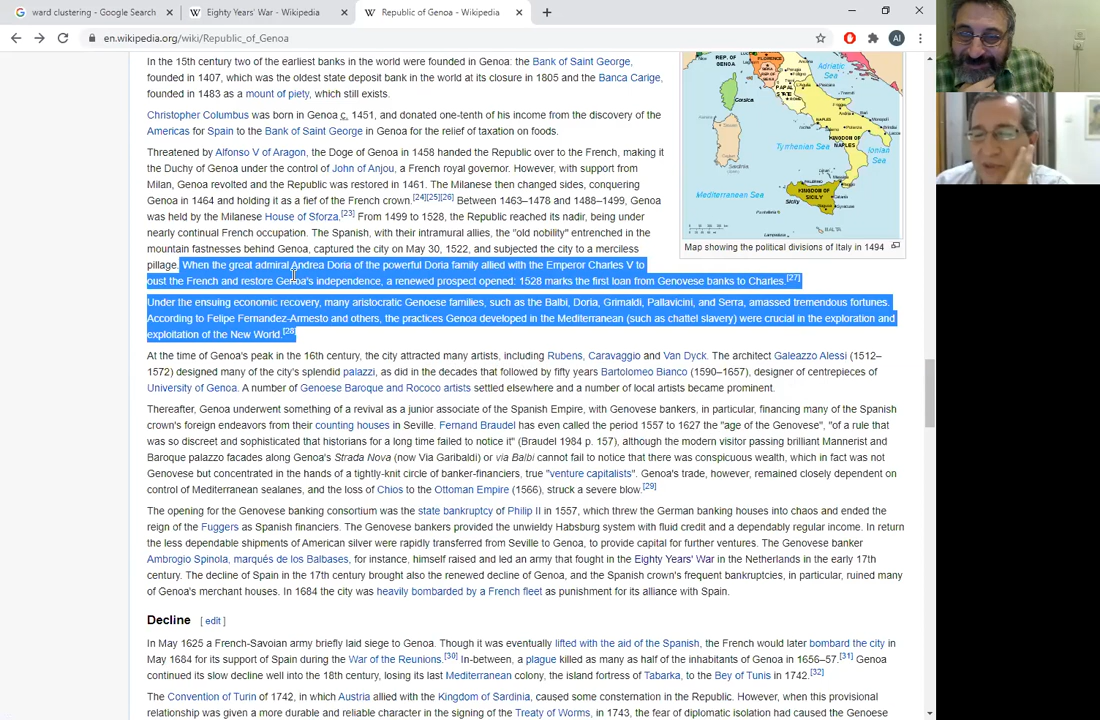 ward clustering - Google Search
Eighty Years' War - Wikipedia
Republic of Genoa - Wikipedia
en.wikipedia.org/wiki/Republic_of_Genoa
AI
In the 15th century two of the earliest banks in the world were founded in Genoa: the Bank of Saint George,
founded in 1407, which was the oldest state deposit bank in the world at its closure in 1805 and the Banca Carige,
founded in 1483 as a mount of piety, which still exists.
Christopher Columbus was born in Genoa c. 1451, and donated one-tenth of his income from the discovery of the
Americas for Spain to the Bank of Saint George in Genoa for the relief of taxation on foods.
Threatened by Alfonso V of Aragon, the Doge of Genoa in 1458 handed the Republic over to the French, making it
the Duchy of Genoa under the control of John of Anjou, a French royal governor. However, with support from
Milan, Genoa revolted and the Republic was restored in 1461. The Milanese then changed sides, conquering
Genoa in 1464 and holding it as a fief of the French crown.[24][25][26] Between 1463–1478 and 1488–1499, Genoa
was held by the Milanese House of Sforza.[23] From 1499 to 1528, the Republic reached its nadir, being under
nearly continual French occupation. The Spanish, with their intramural allies, the "old nobility" entrenched in the
mountain fastnesses behind Genoa, captured the city on May 30, 1522, and subjected the city to a merciless
pillage. When the great admiral Andrea Doria of the powerful Doria family allied with the Emperor Charles V to
oust the French and restore Genoa's independence, a renewed prospect opened: 1528 marks the first loan from Genovese banks to Charles.[27]
Under the ensuing economic recovery, many aristocratic Genoese families, such as the Balbi, Doria, Grimaldi, Pallavicini, and Serra, amassed tremendous fortunes.
According to Felipe Fernandez-Armesto and others, the practices Genoa developed in the Mediterranean (such as chattel slavery) were crucial in the exploration and
exploitation of the New World.[28]
At the time of Genoa's peak in the 16th century, the city attracted many artists, including Rubens, Caravaggio and Van Dyck. The architect Galeazzo Alessi (1512–
1572) designed many of the city's splendid palazzi, as did in the decades that followed by fifty years Bartolomeo Bianco (1590–1657), designer of centrepieces of
University of Genoa. A number of Genoese Baroque and Rococo artists settled elsewhere and a number of local artists became prominent.
Thereafter, Genoa underwent something of a revival as a junior associate of the Spanish Empire, with Genovese bankers, in particular, financing many of the Spanish
crown's foreign endeavors from their counting houses in Seville. Fernand Braudel has even called the period 1557 to 1627 the "age of the Genovese", "of a rule that
was so discreet and sophisticated that historians for a long time failed to notice it" (Braudel 1984 p. 157), although the modern visitor passing brilliant Mannerist and
Baroque palazzo facades along Genoa's Strada Nova (now Via Garibaldi) or via Balbi cannot fail to notice that there was conspicuous wealth, which in fact was not
Genovese but concentrated in the hands of a tightly-knit circle of banker-financiers, true "venture capitalists". Genoa's trade, however, remained closely dependent on
control of Mediterranean sealanes, and the loss of Chios to the Ottoman Empire (1566), struck a severe blow.[29]
The opening for the Genovese banking consortium was the state bankruptcy of Philip II in 1557, which threw the German banking houses into chaos and ended the
reign of the Fuggers as Spanish financiers. The Genovese bankers provided the unwieldy Habsburg system with fluid credit and a dependably regular income. In return
the less dependable shipments of American silver were rapidly transferred from Seville to Genoa, to provide capital for further ventures. The Genovese banker
Ambrogio Spinola, marqués de los Balbases, for instance, himself raised and led an army that fought in the Eighty Years' War in the Netherlands in the early 17th
century. The decline of Spain in the 17th century brought also the renewed decline of Genoa, and the Spanish crown's frequent bankruptcies, in particular, ruined many
of Genoa's merchant houses. In 1684 the city was heavily bombarded by a French fleet as punishment for its alliance with Spain.
Decline [ edit ]
In May 1625 a French-Savoian army briefly laid siege to Genoa. Though it was eventually lifted with the aid of the Spanish, the French would later bombard the city in
May 1684 for its support of Spain during the War of the Reunions.[30] In-between, a plague killed as many as half of the inhabitants of Genoa in 1656–57.[31] Genoa
continued its slow decline well into the 18th century, losing its last Mediterranean colony, the island fortress of Tabarka, to the Bey of Tunis in 1742.[32]
The Convention of Turin of 1742, in which Austria allied with the Kingdom of Sardinia, caused some consternation in the Republic. However, when this provisional
relationship was given a more durable and reliable character in the signing of the Treaty of Worms, in 1743, the fear of diplomatic isolation had caused the Genoese
REP. OF
GENOA
FLORENCE
PAPAL
STATE
Adriatic
Sea
Corsica
Sardinia
NAPLES
KINGDOM OF
NAPLES
Tyrrhenian Sea
Ionian
Sea
Mediterranean Sea
KINGDOM OF
SICILY
Sicily
MALTA
Map showing the political divisions of Italy in 1494